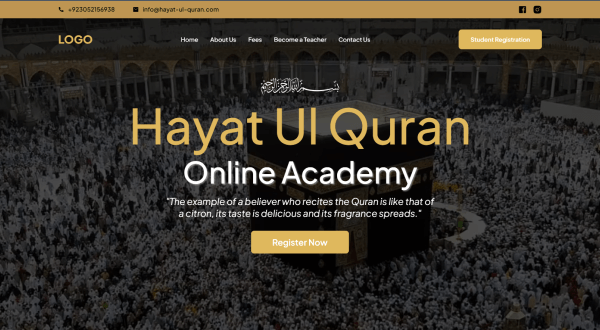 +923052156938
info@hayat-ul-quran.com
LOGO
Home
About Us
Fees
Become a Teacher
Contact Us
Student Registration
بسم الله الرحمن الرحيم
Hayat Ul Quran
Online Academy
"The example of a believer who recites the Quran is like that of
a citron, its taste is delicious and its fragrance spreads."
Register Now